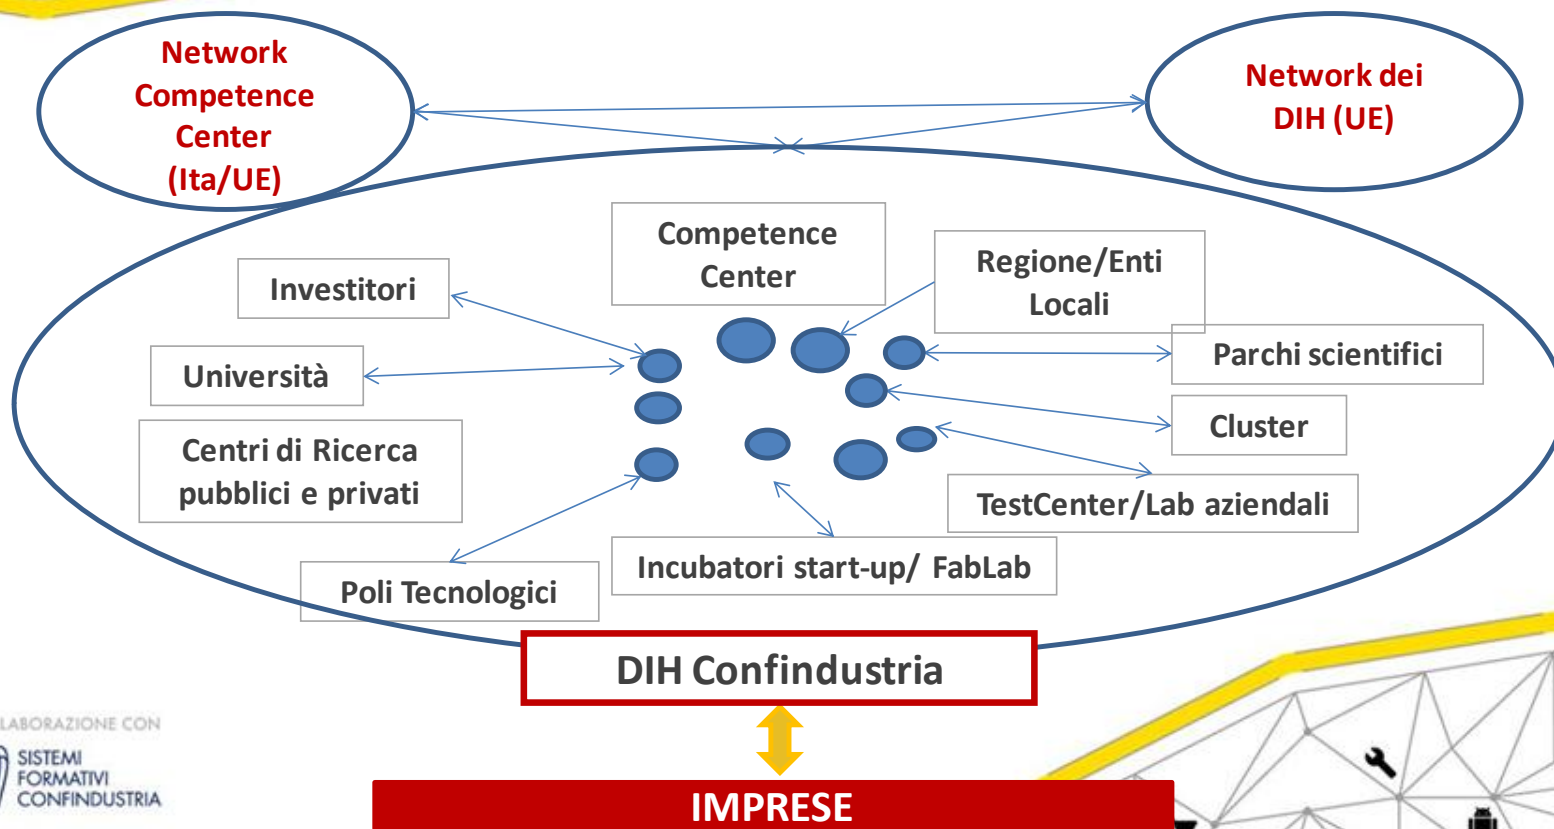 Network
Competence
Center
(Ita/UE)
Network dei
DIH (UE)
Competence
Center
Regione/Enti
Locali
Investitori
Parchi scientifici
Università
Cluster
Centri di Ricerca
pubblici e privati
TestCenter/Lab aziendali
Incubatori start-up/ FabLab
Poli Tecnologici
DIH Confindustria
LABORAZIONE CON
SISTEMI
FORMATIVI
CONFINDUSTRIA
IMPRESE